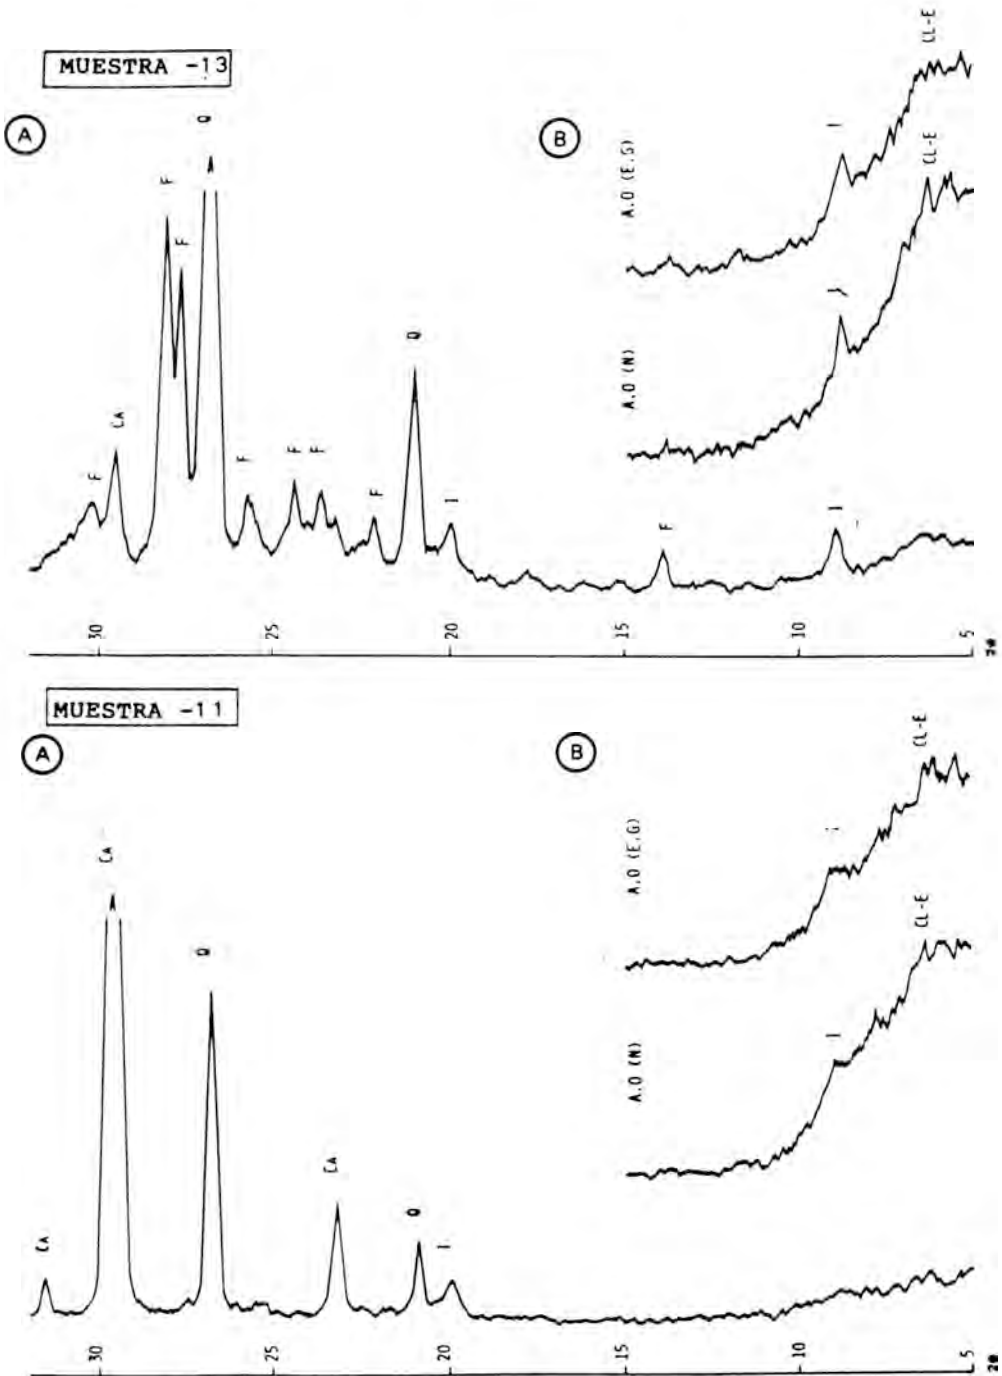 MUESTRA -13
A
B
Q
F
F
CA
F
F
F
F
F
Q
I
F
I
A.O (E,G)
I
CL-E
A.O (N)
I
CL-E
30
25
20
15
10
5
2θ
MUESTRA -11
A
B
CA
CA
Q
CA
Q
I
A.O (E,G)
CL-E
A.O (N)
I
CL-E
30
25
20
15
10
5
2θ